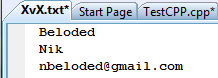 XvX.txt* Start Page TestCPP.cpp*
Beloded
Nik
nbeloded@gmail.com